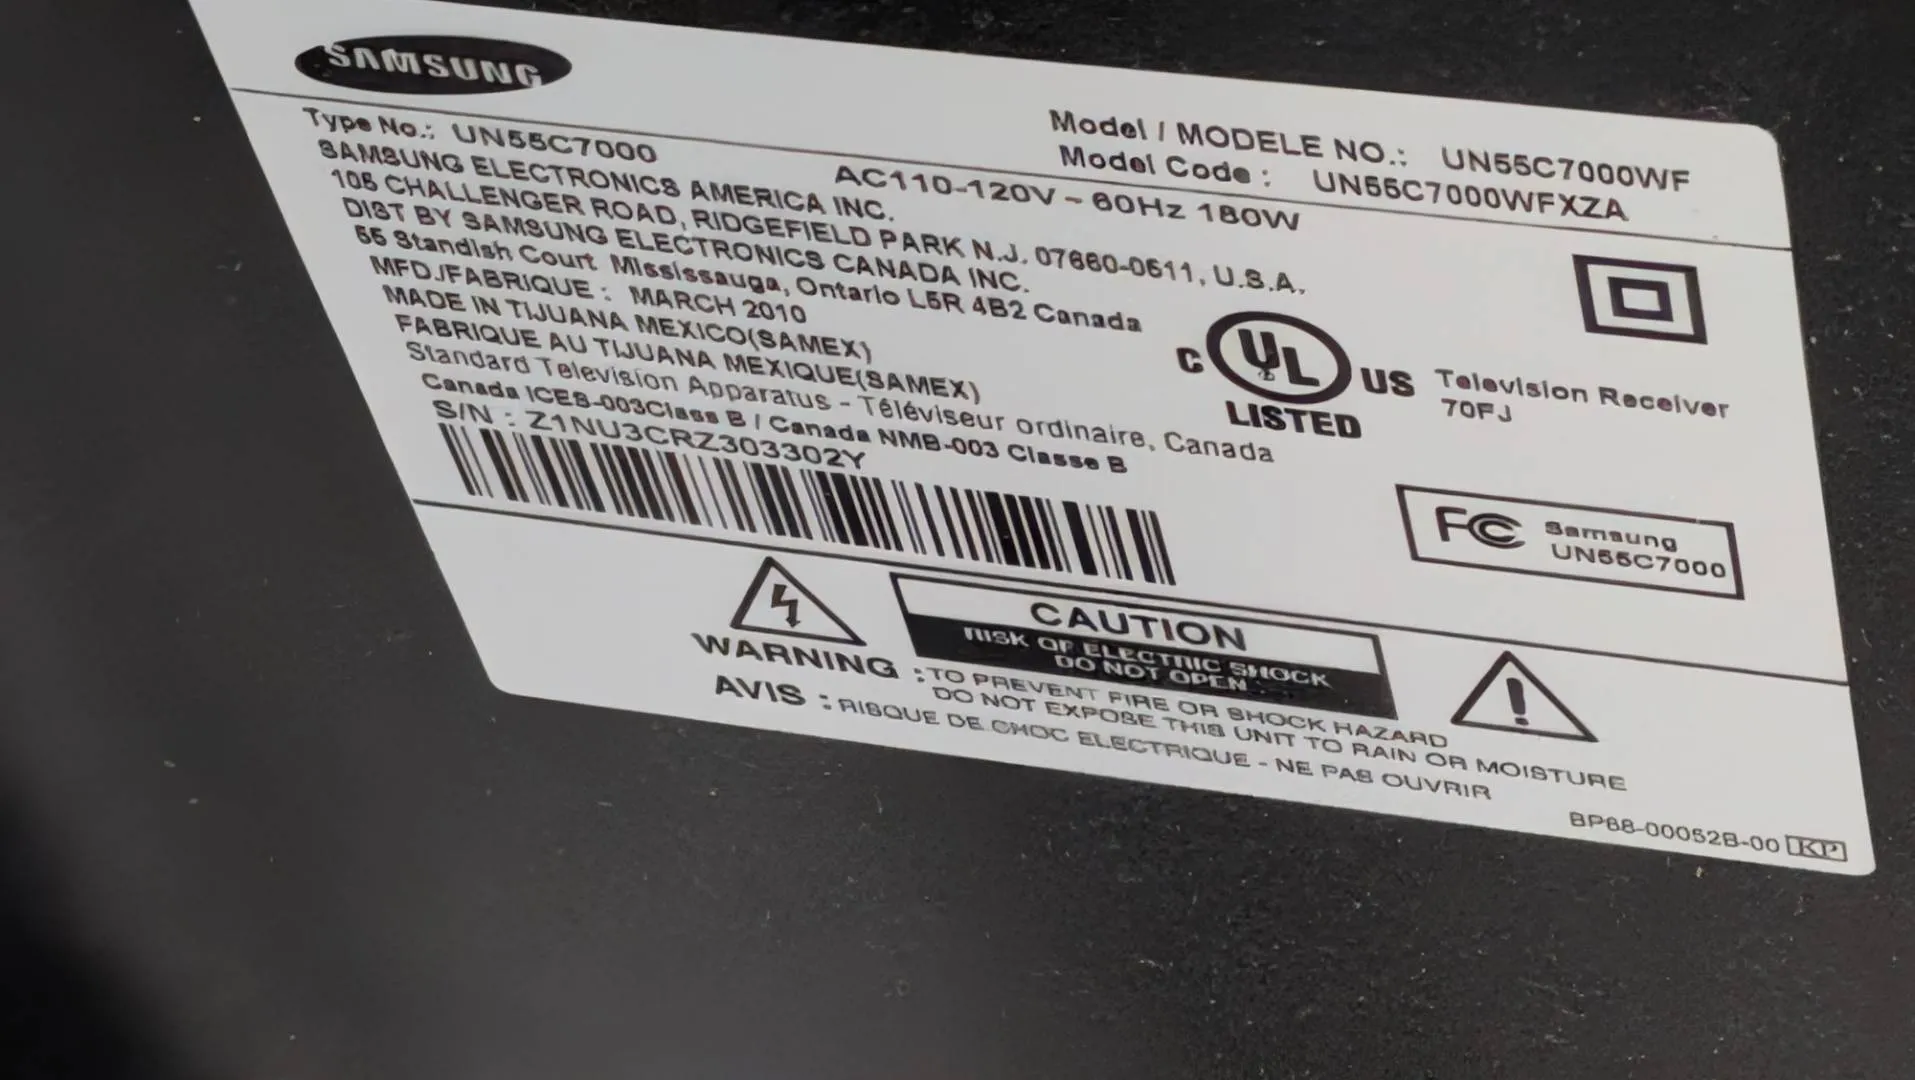 SAMSUNG
Type No.: UN55C7000
Model / MODELE NO.: UN55C7000WF
Model Code : UN55C7000WFXZA
AC110-120V ~ 60Hz 180W
SAMSUNG ELECTRONICS AMERICA INC.
105 CHALLENGER ROAD, RIDGEFIELD PARK N.J. 07660-0511, U.S.A.
DIST BY SAMSUNG ELECTRONICS CANADA INC.
55 Standish Court Mississauga, Ontario L5R 4B2 Canada
MFD./FABRIQUE : MARCH 2010
MADE IN TIJUANA MEXICO(SAMEX)
FABRIQUE AU TIJUANA MEXIQUE(SAMEX)
Standard Television Apparatus - Téléviseur ordinaire, Canada
Canada ICES-003Class B / Canada NMB-003 Classe B
S/N : Z1NU3CRZ303302Y
C UL US
LISTED
Television Receiver
70FJ
FC Samsung
UN55C7000
CAUTION
RISK OF ELECTRIC SHOCK
DO NOT OPEN
WARNING : TO PREVENT FIRE OR SHOCK HAZARD
DO NOT EXPOSE THIS UNIT TO RAIN OR MOISTURE
AVIS : RISQUE DE CHOC ELECTRIQUE - NE PAS OUVRIR
BP68-00052B-00 KP